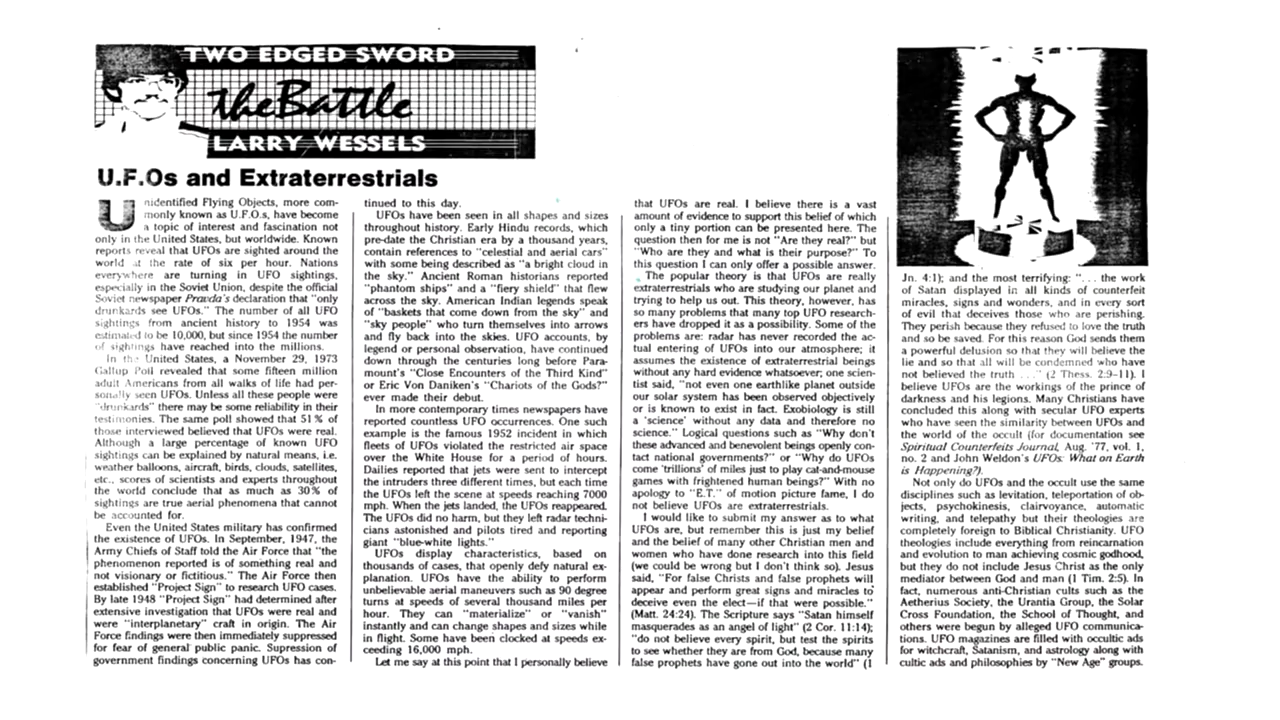 TWO EDGED SWORD
the Battle
LARRY WESSELS
U.F.Os and Extraterrestrials
Unidentified Flying Objects, more com-
monly known as U.F.O.s, have become
a topic of interest and fascination not
only in the United States, but worldwide. Known
reports reveal that UFOs are sighted around the
world at the rate of six per hour. Nations
everywhere are turning in UFO sightings,
especially in the Soviet Union, despite the official
Soviet newspaper Pravda's declaration that "only
drunkards see UFOs." The number of all UFO
sightings from ancient history to 1954 was
estimated to be 10,000, but since 1954 the number
of sightings have reached into the millions.
In the United States, a November 29, 1973
Gallup Poll revealed that some fifteen million
adult Americans from all walks of life had per-
sonally seen UFOs. Unless all these people were
"drunkards" there may be some reliability in their
testimonies. The same poll showed that 51% of
those interviewed believed that UFOs were real.
Although a large percentage of known UFO
sightings can be explained by natural means, i.e.
weather balloons, aircraft, birds, clouds, satellites,
etc., scores of scientists and experts throughout
the world conclude that as much as 30% of
sightings are true aerial phenomena that cannot
be accounted for.
Even the United States military has confirmed
the existence of UFOs. In September, 1947, the
Army Chiefs of Staff told the Air Force that "the
phenomenon reported is of something real and
not visionary or fictitious." The Air Force then
established "Project Sign" to research UFO cases.
By late 1948 "Project Sign" had determined after
extensive investigation that UFOs were real and
were "interplanetary" craft in origin. The Air
Force findings were then immediately suppressed
for fear of general public panic. Supression of
government findings concerning UFOs has con-
tinued to this day.
UFOs have been seen in all shapes and sizes
throughout history. Early Hindu records, which
pre-date the Christian era by a thousand years,
contain references to "celestial and aerial cars"
with some being described as "a bright cloud in
the sky." Ancient Roman historians reported
"phantom ships" and a "fiery shield" that flew
across the sky. American Indian legends speak
of "baskets that come down from the sky" and
"sky people" who turn themselves into arrows
and fly back into the skies. UFO accounts, by
legend or personal observation, have continued
down through the centuries long before Para-
mount's "Close Encounters of the Third Kind"
or Eric Von Daniken's "Chariots of the Gods?"
ever made their debut.
In more contemporary times newspapers have
reported countless UFO occurrences. One such
example is the famous 1952 incident in which
fleets of UFOs violated the restricted air space
over the White House for a period of hours.
Dailies reported that jets were sent to intercept
the intruders three different times, but each time
the UFOs left the scene at speeds reaching 7000
mph. When the jets landed, the UFOs reappeared.
The UFOs did no harm, but they left radar techni-
cians astonished and pilots tired and reporting
giant "blue-white lights."
UFOs display characteristics, based on
thousands of cases, that openly defy natural ex-
planation. UFOs have the ability to perform
unbelievable aerial maneuvers such as 90 degree
turns at speeds of several thousand miles per
hour. They can "materialize" or "vanish"
instantly and can change shapes and sizes while
in flight. Some have been clocked at speeds ex-
ceeding 16,000 mph.
Let me say at this point that I personally believe
that UFOs are real. I believe there is a vast
amount of evidence to support this belief of which
only a tiny portion can be presented here. The
question then for me is not "Are they real?" but
"Who are they and what is their purpose?" To
this question I can only offer a possible answer.
The popular theory is that UFOs are really
extraterrestrials who are studying our planet and
trying to help us out. This theory, however, has
so many problems that many top UFO research-
ers have dropped it as a possibility. Some of the
problems are: radar has never recorded the ac-
tual entering of UFOs into our atmosphere; it
assumes the existence of extraterrestrial beings
without any hard evidence whatsoever; one scien-
tist said, "not even one earthlike planet outside
our solar system has been observed objectively
or is known to exist in fact. Exobiology is still
a 'science' without any data and therefore no
science." Logical questions such as "Why don't
these advanced and benevolent beings openly con-
tact national governments?" or "Why do UFOs
come 'trillions' of miles just to play cat-and-mouse
games with frightened human beings?" With no
apology to "E.T." of motion picture fame, I do
not believe UFOs are extraterrestrials.
I would like to submit my answer as to what
UFOs are, but remember this is just my belief
and the belief of many other Christian men and
women who have done research into this field
(we could be wrong but I don't think so). Jesus
said, "For false Christs and false prophets will
appear and perform great signs and miracles to
deceive even the elect—if that were possible."
(Matt. 24:24). The Scripture says "Satan himself
masquerades as an angel of light" (2 Cor. 11:14);
"do not believe every spirit, but test the spirits
to see whether they are from God, because many
false prophets have gone out into the world" (1
Jn. 4:1); and the most terrifying: ". . . the work
of Satan displayed in all kinds of counterfeit
miracles, signs and wonders, and in every sort
of evil that deceives those who are perishing.
They perish because they refused to love the truth
and so be saved. For this reason God sends them
a powerful delusion so that they will believe the
lie and so that all will be condemned who have
not believed the truth . . ." (2 Thess. 2:9-11). I
believe UFOs are the workings of the prince of
darkness and his legions. Many Christians have
concluded this along with secular UFO experts
who have seen the similarity between UFOs and
the world of the occult (for documentation see
Spiritual Counterfeits Journal, Aug. '77, vol. 1,
no. 2 and John Weldon's UFOs: What on Earth
is Happening?).
Not only do UFOs and the occult use the same
disciplines such as levitation, teleportation of ob-
jects, psychokinesis, clairvoyance, automatic
writing, and telepathy but their theologies are
completely foreign to Biblical Christianity. UFO
theologies include everything from reincarnation
and evolution to man achieving cosmic godhood,
but they do not include Jesus Christ as the only
mediator between God and man (1 Tim. 2:5). In
fact, numerous anti-Christian cults such as the
Aetherius Society, the Urantia Group, the Solar
Cross Foundation, the School of Thought, and
others were begun by alleged UFO communica-
tions. UFO magazines are filled with occultic ads
for witchcraft, Satanism, and astrology along with
cultic ads and philosophies by "New Age" groups.